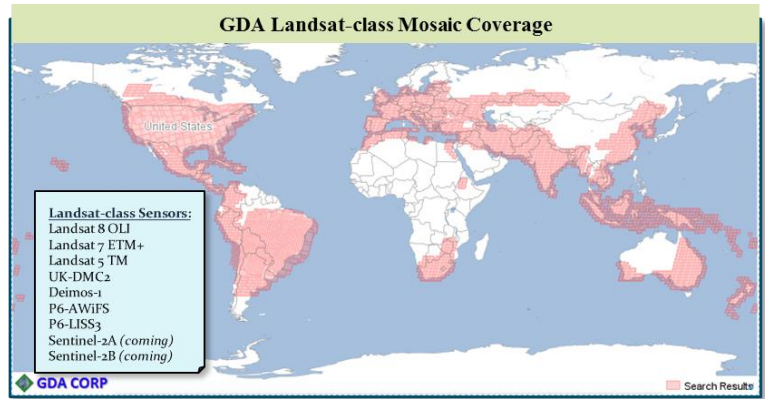 GDA Landsat-class Mosaic Coverage
United States
Landsat-class Sensors:
Landsat 8 OLI
Landsat 7 ETM+
Landsat 5 TM
UK-DMC2
Deimos-1
P6-AWiFS
P6-LISS3
Sentinel-2A (coming)
Sentinel-2B (coming)
GDA CORP
Search Results